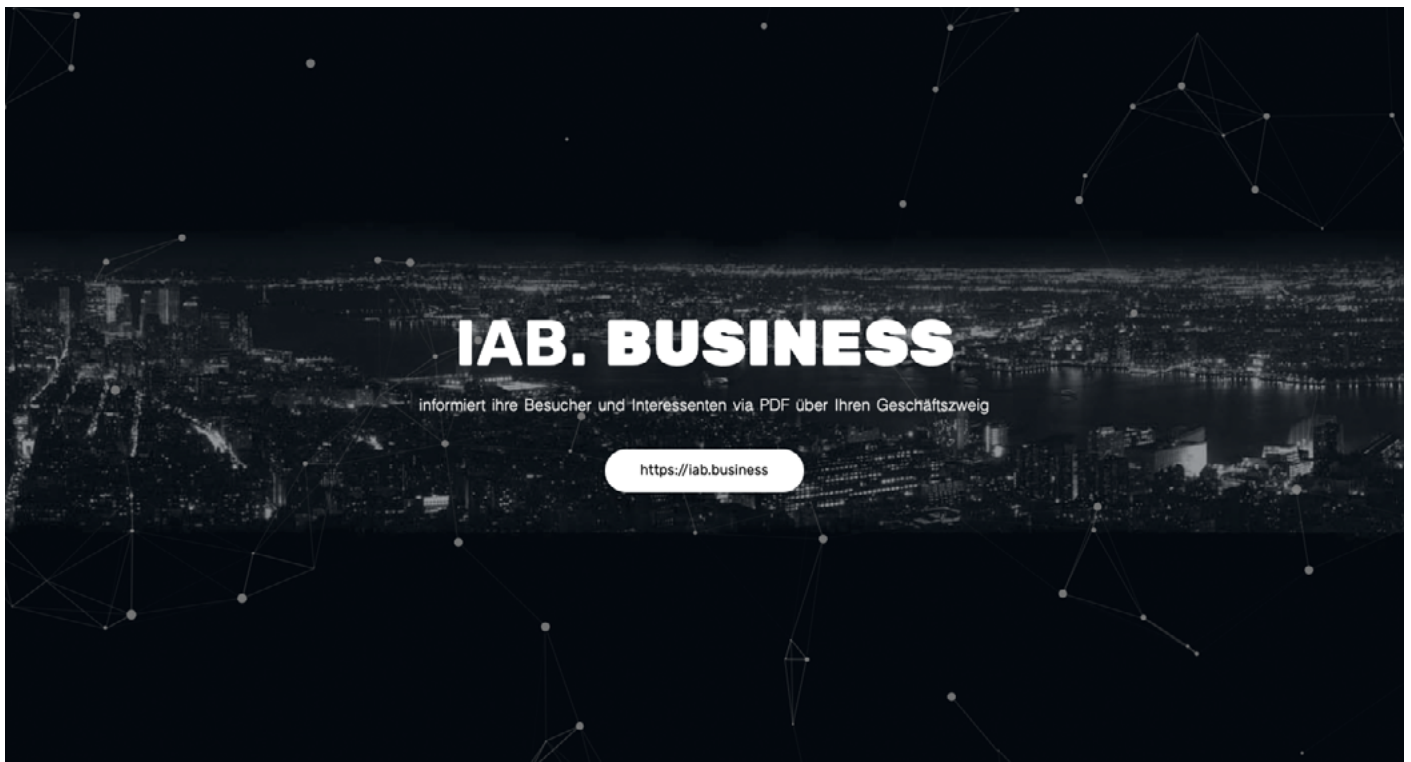 IAB. BUSINESS
informiert ihre Besucher und Interessenten via PDF über Ihren Geschäftszweig
https://iab.business